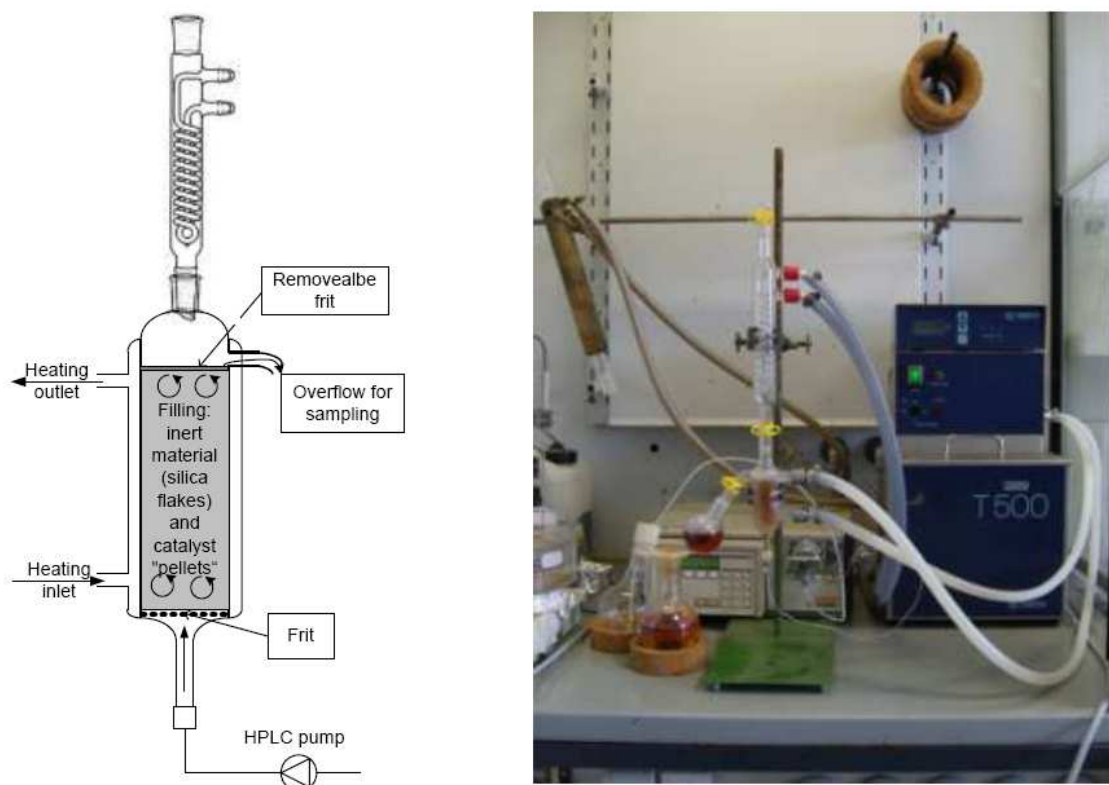 Removealbe
frit
Heating
outlet
Overflow for
sampling
Filling:
inert
material
(silica
flakes)
and
catalyst
"pellets"
Heating
inlet
Frit
HPLC pump
T500